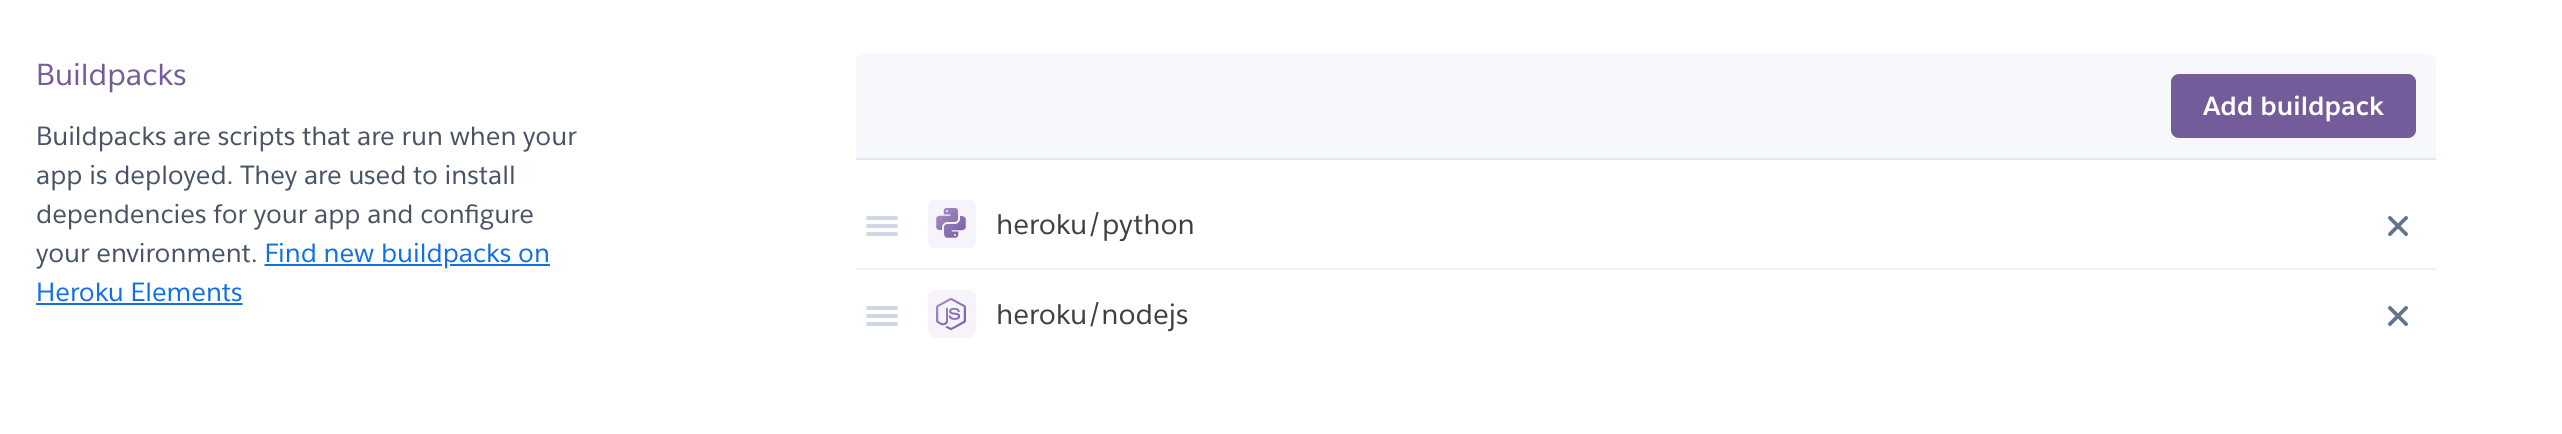 Buildpacks
Buildpacks are scripts that are run when your
app is deployed. They are used to install
dependencies for your app and configure
your environment. Find new buildpacks on
Heroku Elements
Add buildpack
heroku/python
JS heroku/nodejs